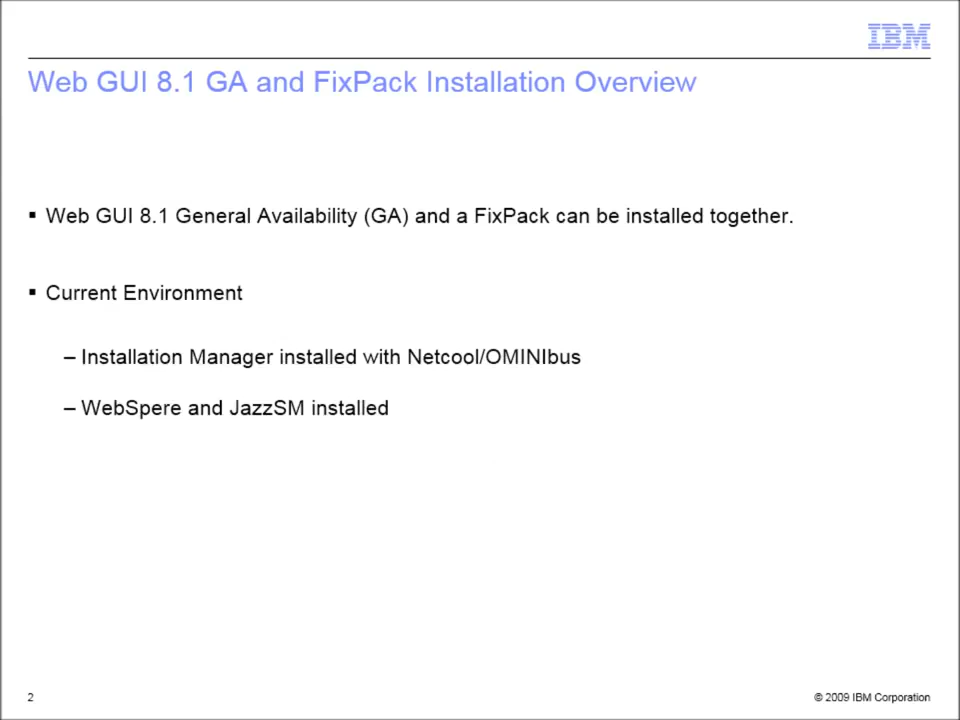 IBM
Web GUI 8.1 GA and FixPack Installation Overview
▪ Web GUI 8.1 General Availability (GA) and a FixPack can be installed together.
▪ Current Environment
– Installation Manager installed with Netcool/OMINIbus
– WebSpere and JazzSM installed
2
© 2009 IBM Corporation